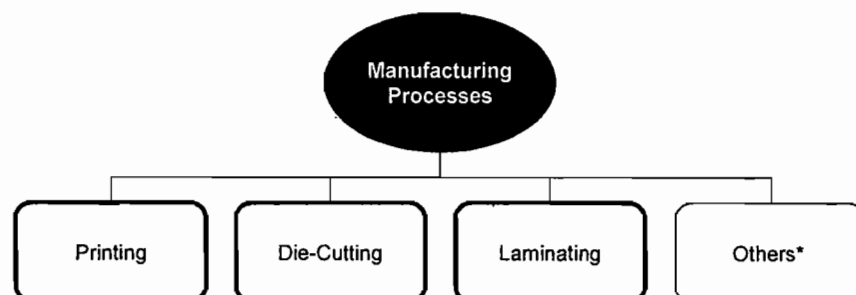 Manufacturing
Processes
Printing
Die-Cutting
Laminating
Others*